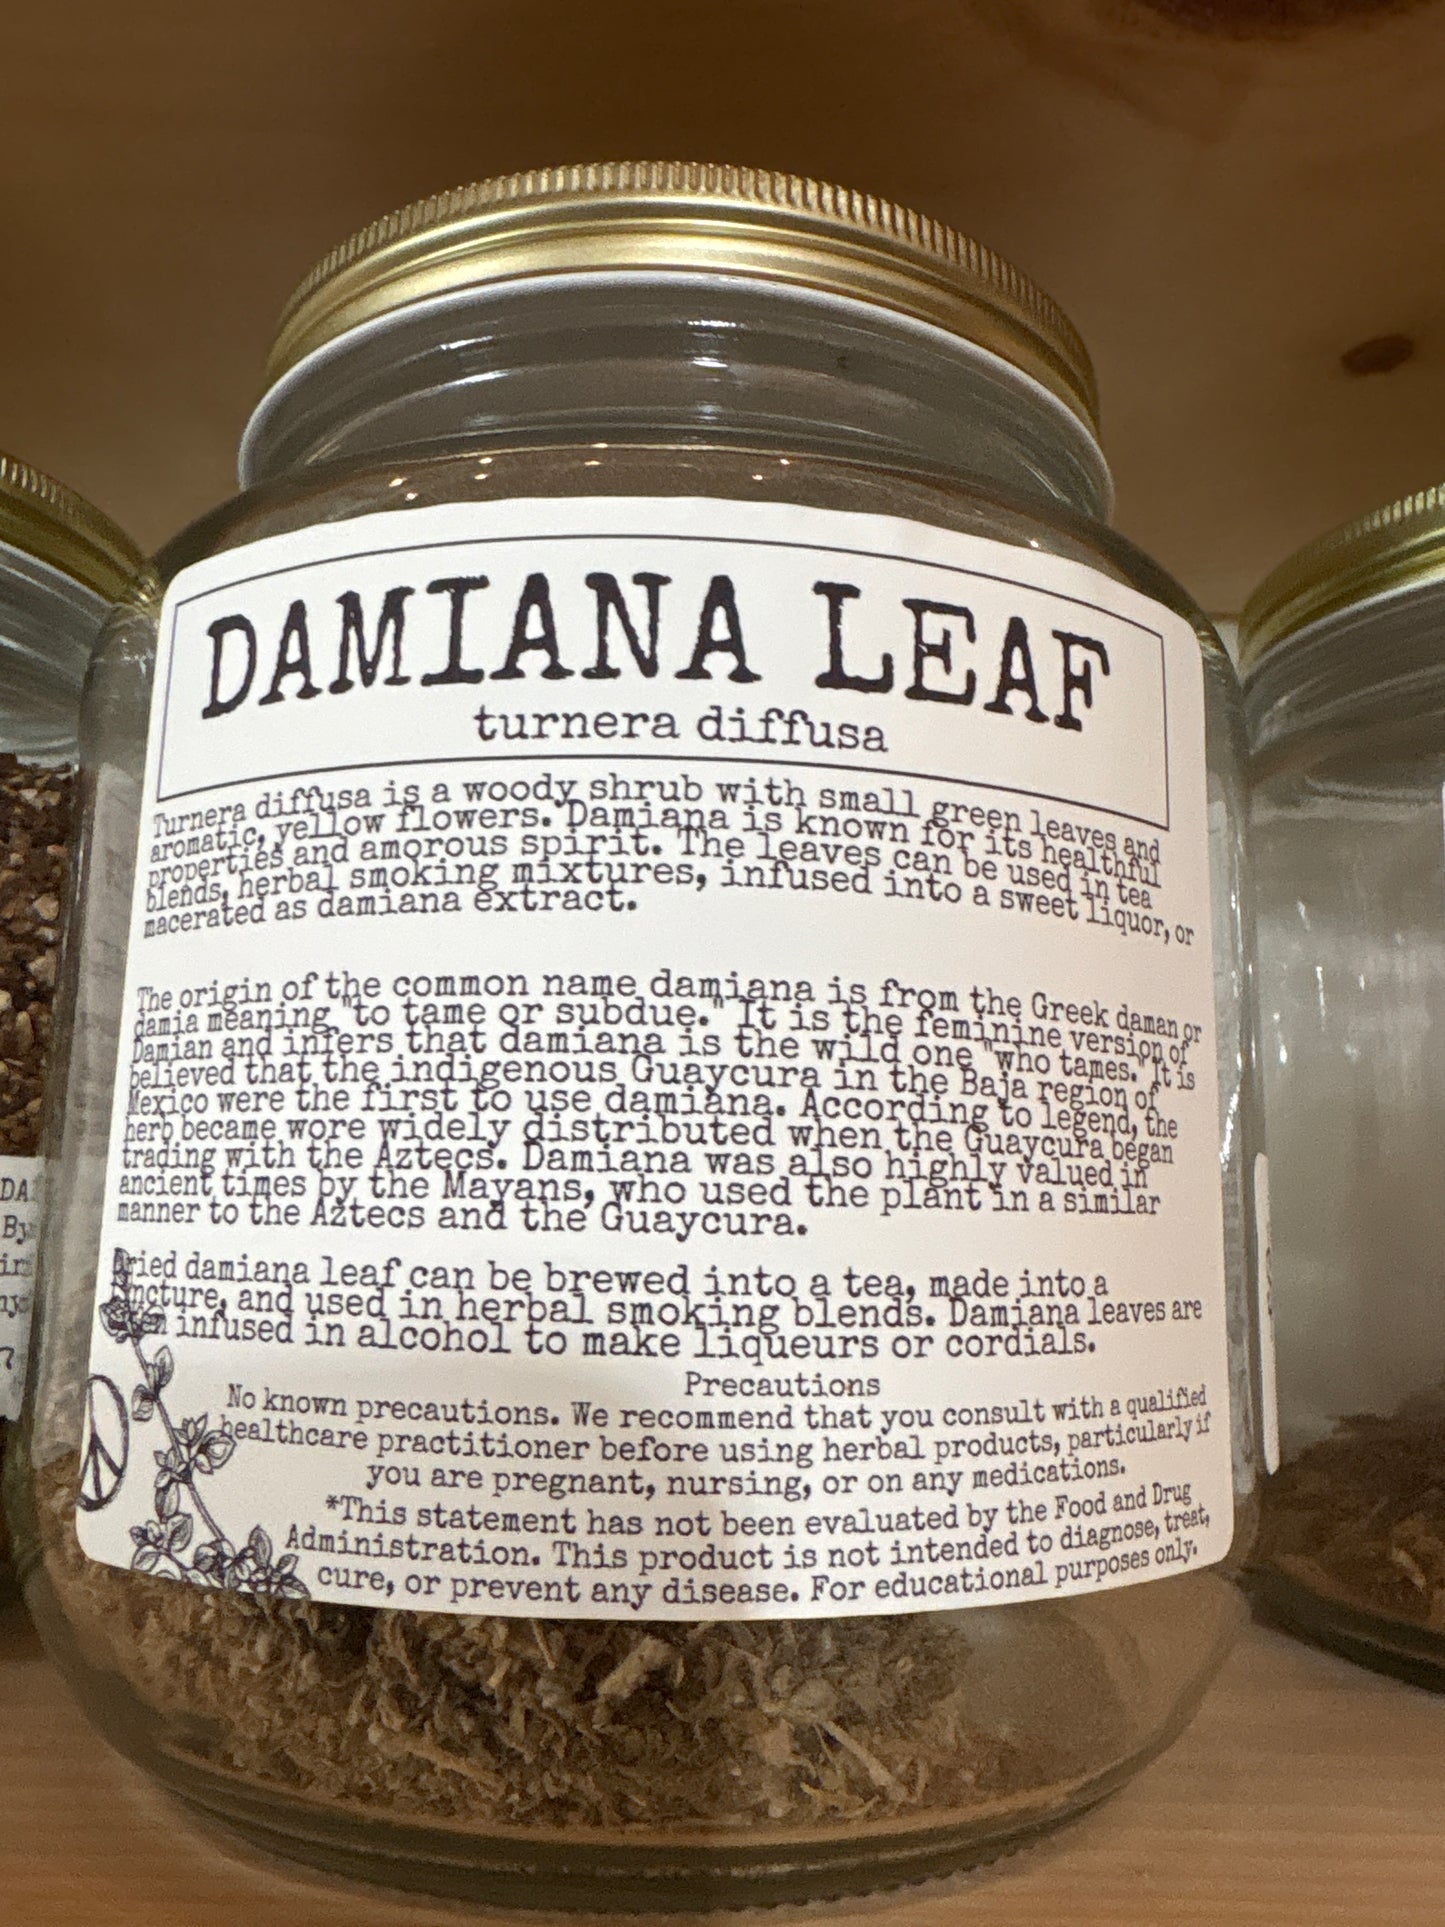 DAMIANA LEAF
turnera diffusa
Turnera diffusa is a woody shrub with small green leaves and
aromatic, yellow flowers. Damiana is known for its healthful
properties and amorous spirit. The leaves can be used in tea
blends, herbal smoking mixtures, infused into a sweet liquor, or
macerated as damiana extract.
The origin of the common name damiana is from the Greek daman or
damia meaning "to tame or subdue." It is the feminine version of
Damian and infers that damiana is the wild one "who tames." It is
believed that the indigenous Guaycura in the Baja region of
Mexico were the first to use damiana. According to legend, the
herb became wore widely distributed when the Guaycura began
trading with the Aztecs. Damiana was also highly valued in
ancient times by the Mayans, who used the plant in a similar
manner to the Aztecs and the Guaycura.
Dried damiana leaf can be brewed into a tea, made into a
tincture, and used in herbal smoking blends. Damiana leaves are
infused in alcohol to make liqueurs or cordials.
Precautions
No known precautions. We recommend that you consult with a qualified
healthcare practitioner before using herbal products, particularly if
you are pregnant, nursing, or on any medications.
*This statement has not been evaluated by the Food and Drug
Administration. This product is not intended to diagnose, treat,
cure, or prevent any disease. For educational purposes only.